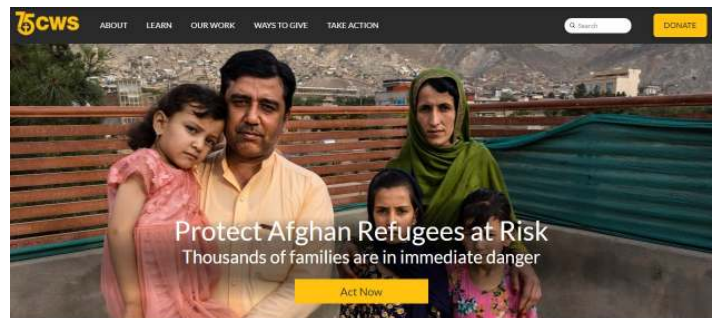 75CWS
ABOUT LEARN OUR WORK WAYS TO GIVE TAKE ACTION Search DONATE
Protect Afghan Refugees at Risk
Thousands of families are in immediate danger
Act Now